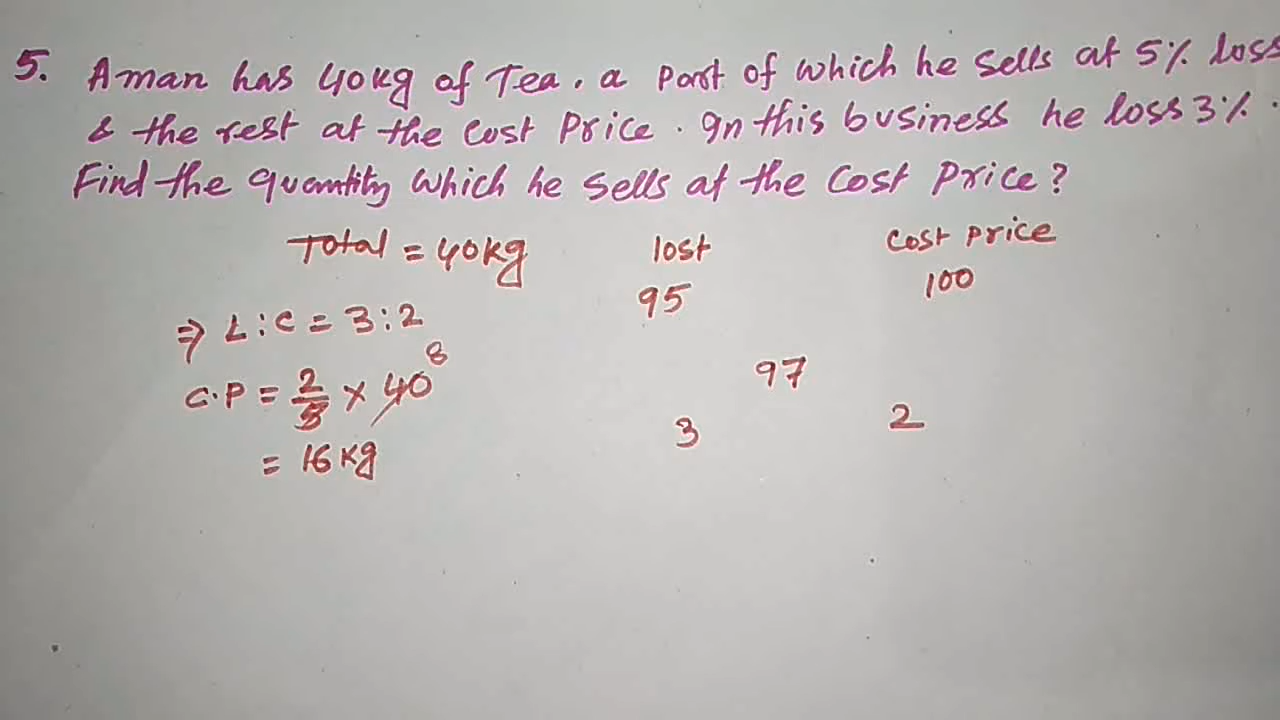 5. A man has 40kg of Tea. a Part of which he sells at 5% loss
& the rest at the Cost Price. In this business he loss 3%.
Find the quantity which he sells at the Cost Price?
Total = 40kg lost Cost Price
95 100
⇒ L:C = 3:2
97
C.P = 2/5 × 40 8
3 2
= 16kg